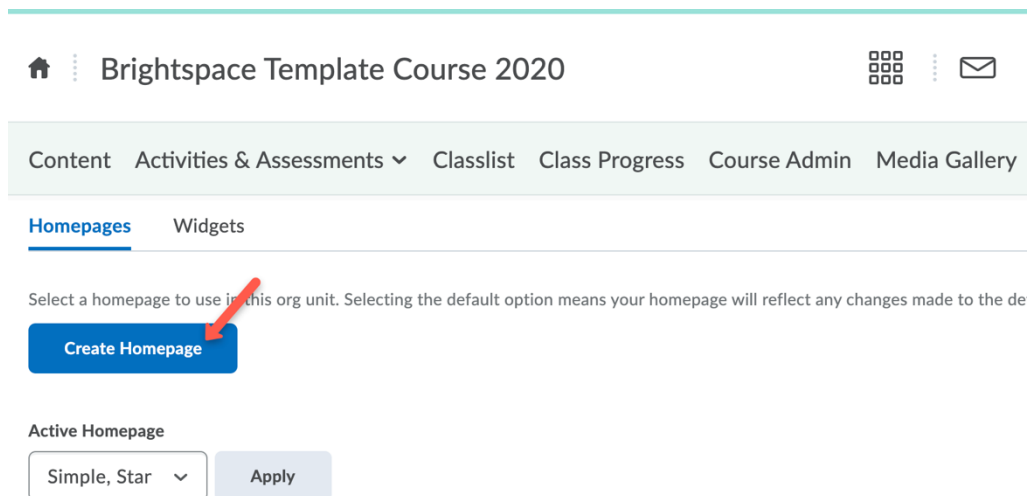 Brightspace Template Course 2020
Content Activities & Assessments Classlist Class Progress Course Admin Media Gallery
Homepages Widgets
Select a homepage to use in this org unit. Selecting the default option means your homepage will reflect any changes made to the
Create Homepage
Active Homepage
Simple, Star Apply